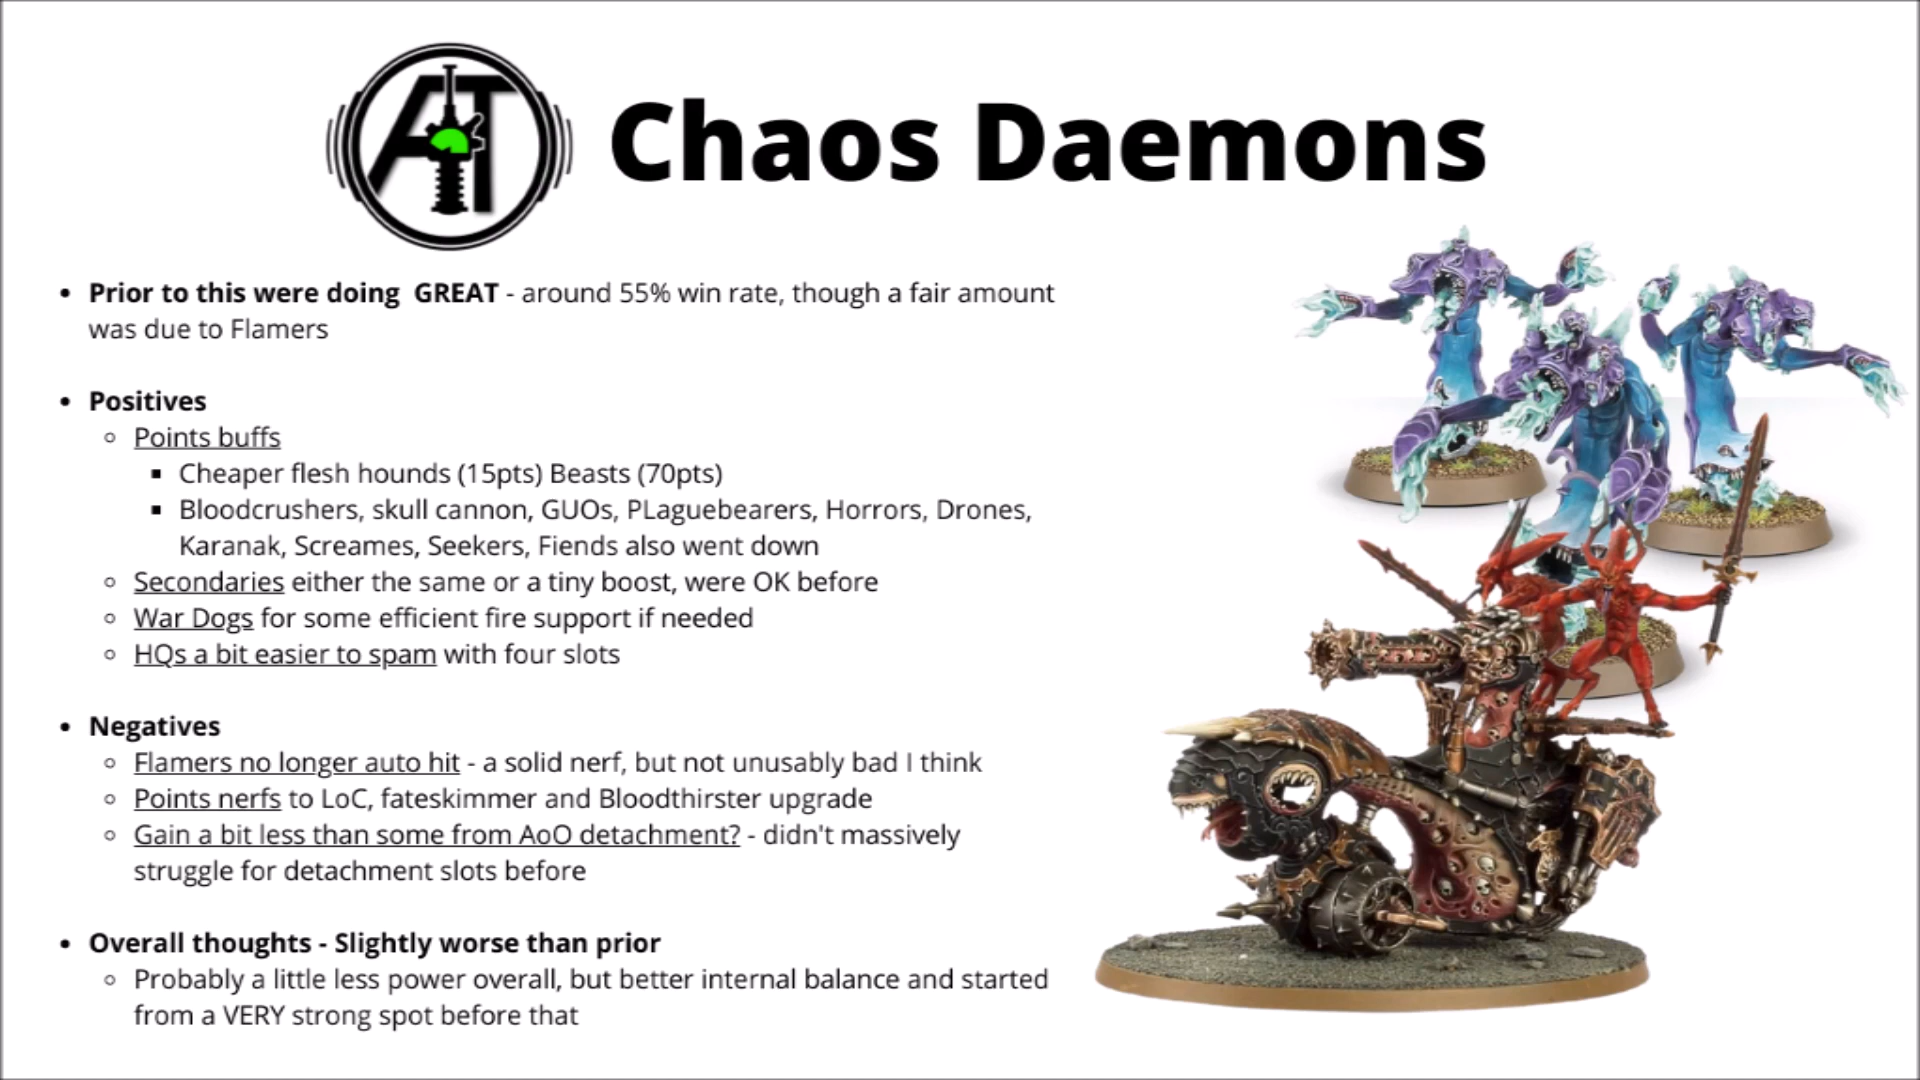 AT
Chaos Daemons
• Prior to this were doing  GREAT - around 55% win rate, though a fair amount
was due to Flamers
• Positives
◦ Points buffs
▪ Cheaper flesh hounds (15pts) Beasts (70pts)
▪ Bloodcrushers, skull cannon, GUOs, PLaguebearers, Horrors, Drones,
Karanak, Screames, Seekers, Fiends also went down
◦ Secondaries either the same or a tiny boost, were OK before
◦ War Dogs for some efficient fire support if needed
◦ HQs a bit easier to spam with four slots
• Negatives
◦ Flamers no longer auto hit - a solid nerf, but not unusably bad I think
◦ Points nerfs to LoC, fateskimmer and Bloodthirster upgrade
◦ Gain a bit less than some from AoO detachment? - didn't massively
struggle for detachment slots before
• Overall thoughts - Slightly worse than prior
◦ Probably a little less power overall, but better internal balance and started
from a VERY strong spot before that